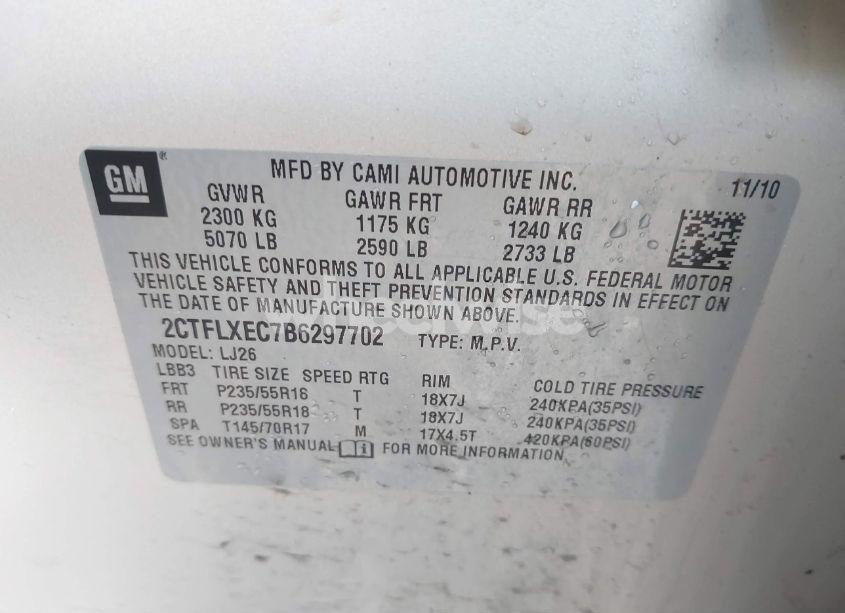 GM
MFD BY CAMI AUTOMOTIVE INC. 11/10
GVWR GAWR FRT GAWR RR
2300 KG 1175 KG 1240 KG
5070 LB 2590 LB 2733 LB
THIS VEHICLE CONFORMS TO ALL APPLICABLE U.S. FEDERAL MOTOR
VEHICLE SAFETY AND THEFT PREVENTION STANDARDS IN EFFECT ON
THE DATE OF MANUFACTURE SHOWN ABOVE.
2CTFLXEC7B6297702 TYPE: M.P.V.
MODEL: LJ26
LBB3 TIRE SIZE SPEED RTG RIM COLD TIRE PRESSURE
FRT P235/55R18 T 18X7J 240KPA(35PSI)
RR P235/55R18 T 18X7J 240KPA(35PSI)
SPA T145/70R17 M 17X4.5T 420KPA(60PSI)
SEE OWNER'S MANUAL FOR MORE INFORMATION.